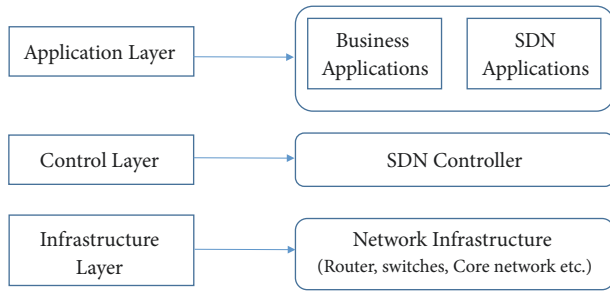 Application Layer
Business
Applications
SDN
Applications
Control Layer
SDN Controller
Infrastructure
Layer
Network Infrastructure
(Router, switches, Core network etc.)